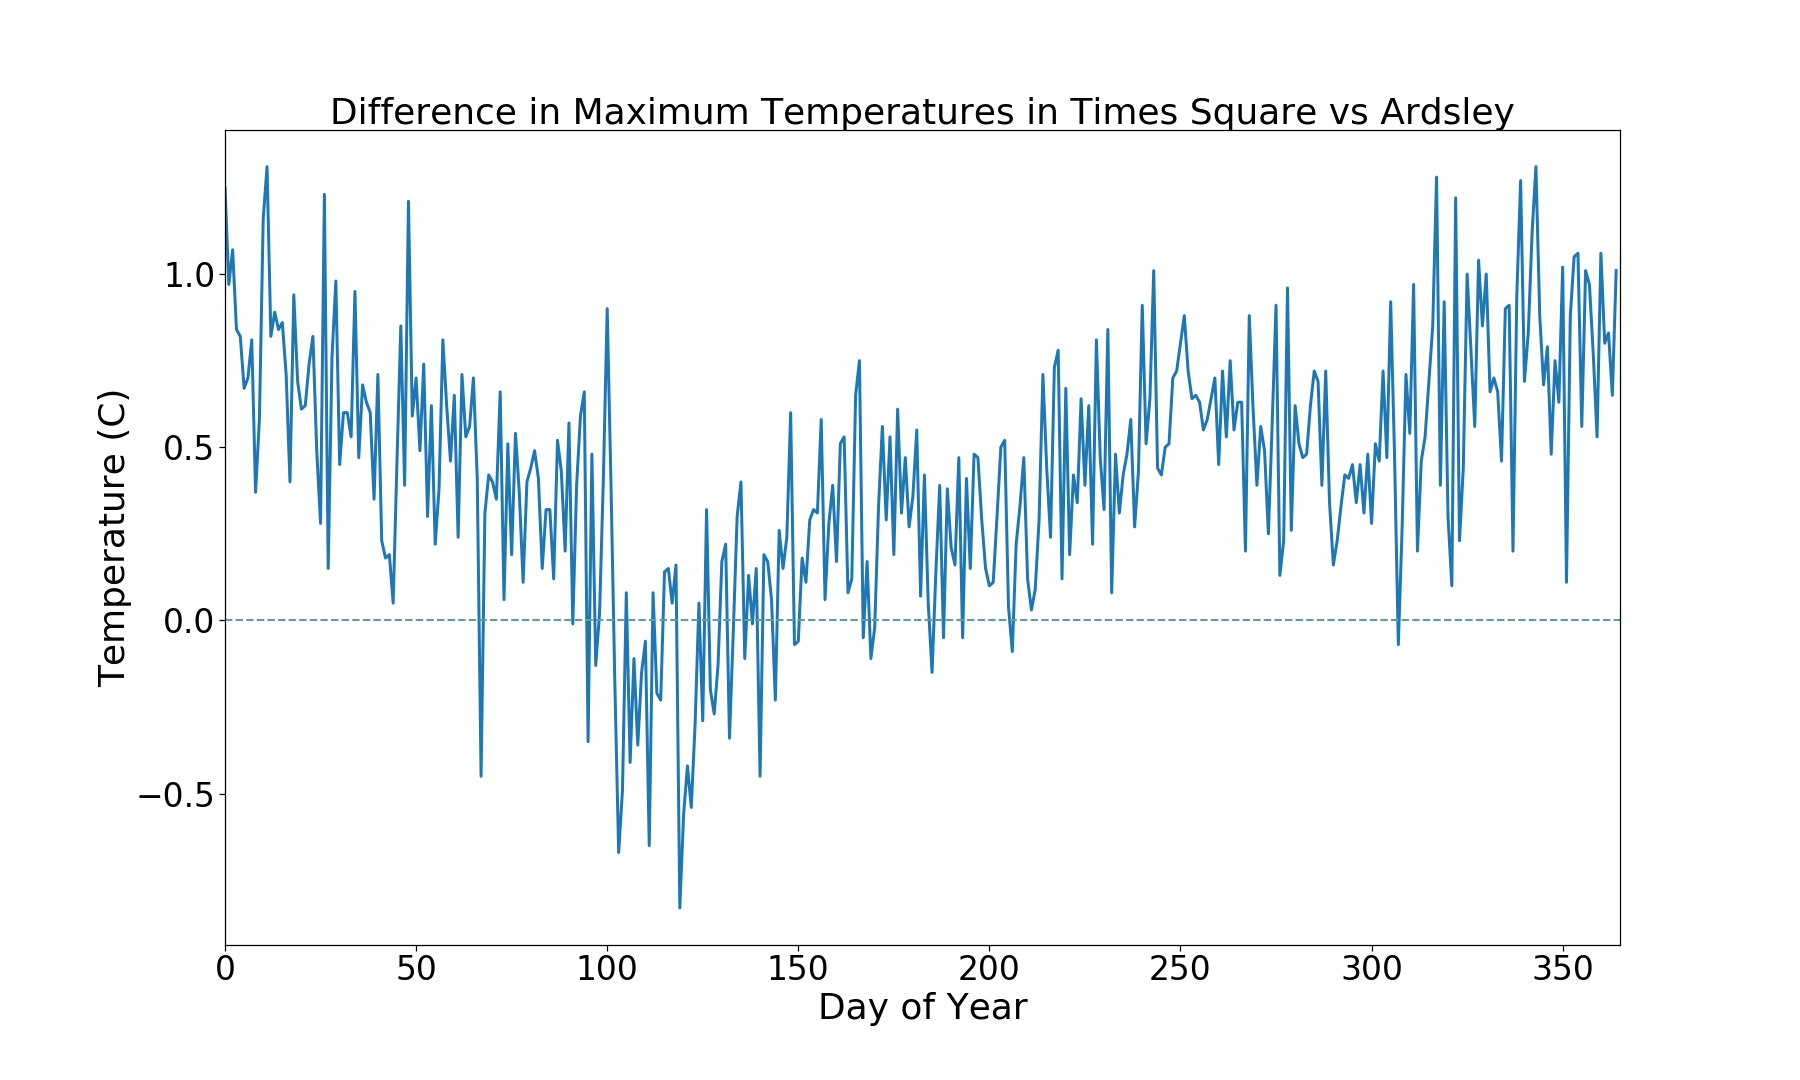 Difference in Maximum Temperatures in Times Square vs Ardsley
Temperature (C)
1.0
0.5
0.0
−0.5
0 50 100 150 200 250 300 350
Day of Year